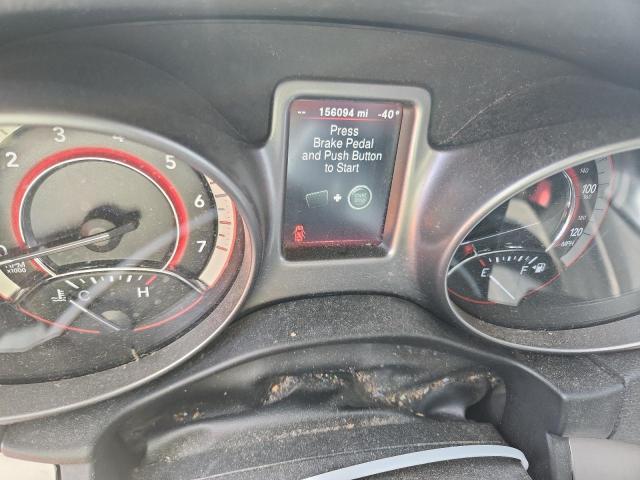 -- 156094 mi -40°
Press
Brake Pedal
and Push Button
to Start
+
2 3 4 5 6 7
RPM
x1000
C H
E F
100
120
MPH
140